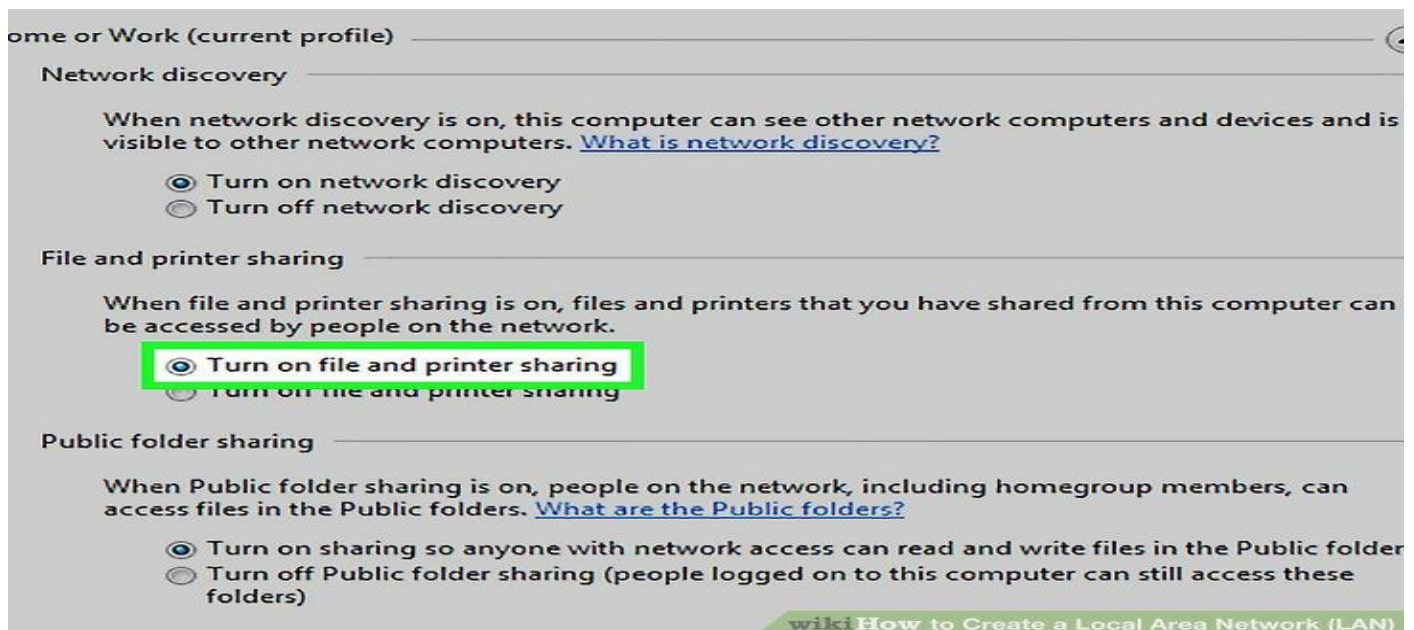 ome or Work (current profile)
Network discovery
When network discovery is on, this computer can see other network computers and devices and is
visible to other network computers. What is network discovery?
Turn on network discovery
Turn off network discovery
File and printer sharing
When file and printer sharing is on, files and printers that you have shared from this computer can
be accessed by people on the network.
Turn on file and printer sharing
Turn off file and printer sharing
Public folder sharing
When Public folder sharing is on, people on the network, including homegroup members, can
access files in the Public folders. What are the Public folders?
Turn on sharing so anyone with network access can read and write files in the Public folder
Turn off Public folder sharing (people logged on to this computer can still access these
folders)
wikiHow to Create a Local Area Network (LAN)